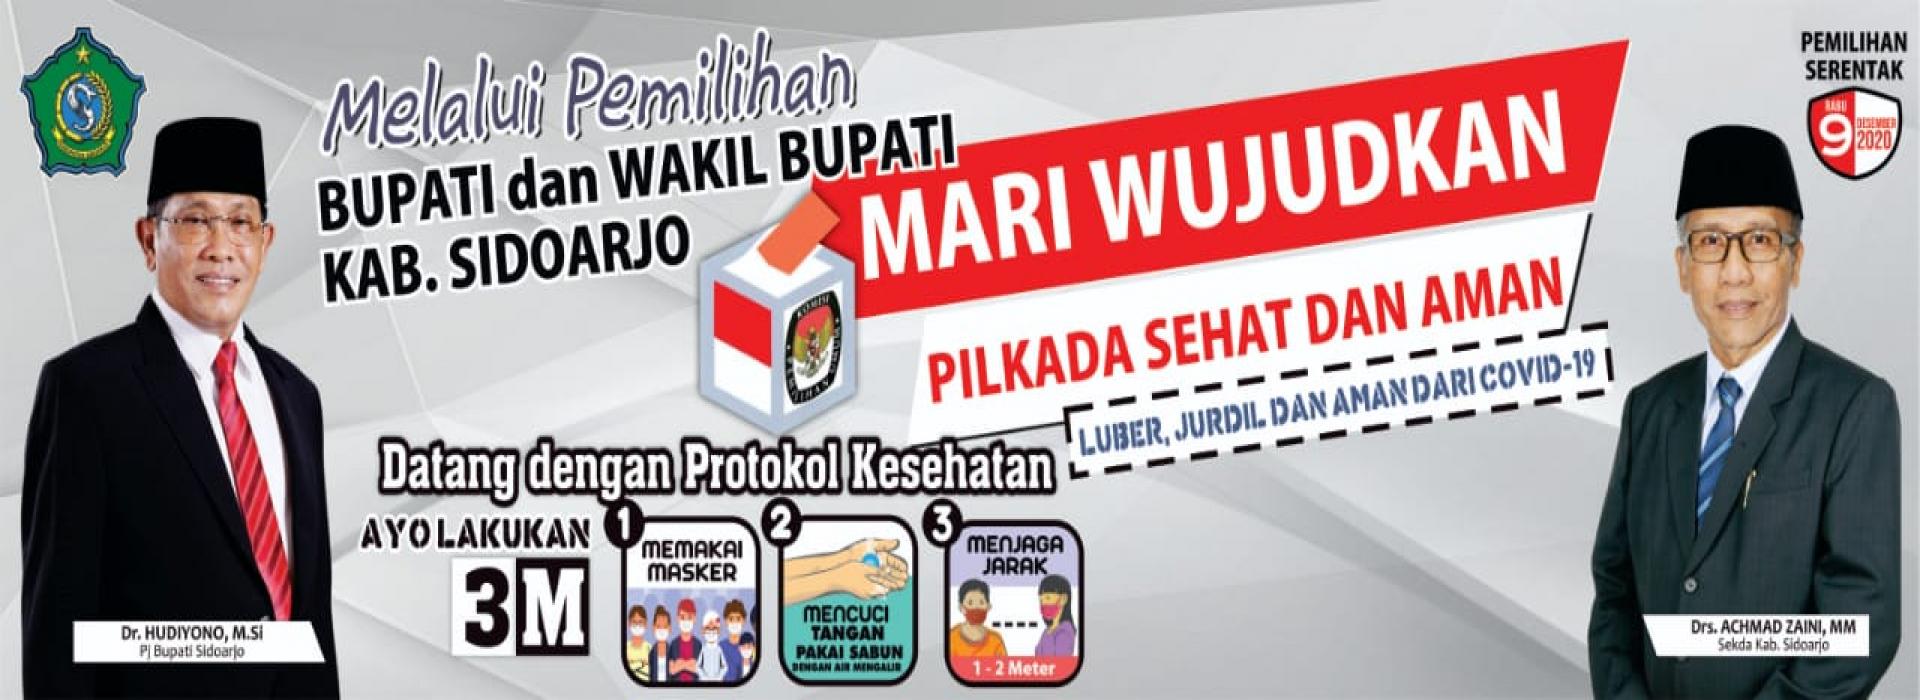 Melalui Pemilihan
BUPATI dan WAKIL BUPATI
KAB. SIDOARJO
MARI WUJUDKAN
PILKADA SEHAT DAN AMAN
LUBER, JURDIL DAN AMAN DARI COVID-19
PEMILIHAN
SERENTAK
RABU
9
DESEMBER
2020
KOMISI
PEMILIHAN UMUM
Datang dengan Protokol Kesehatan
AYO LAKUKAN
3M
1
MEMAKAI
MASKER
2
MENCUCI
TANGAN
PAKAI SABUN
DENGAN AIR MENGALIR
3
MENJAGA
JARAK
1 - 2 Meter
Dr. HUDIYONO, M.Si
Pj Bupati Sidoarjo
Drs. ACHMAD ZAINI, MM
Sekda Kab. Sidoarjo